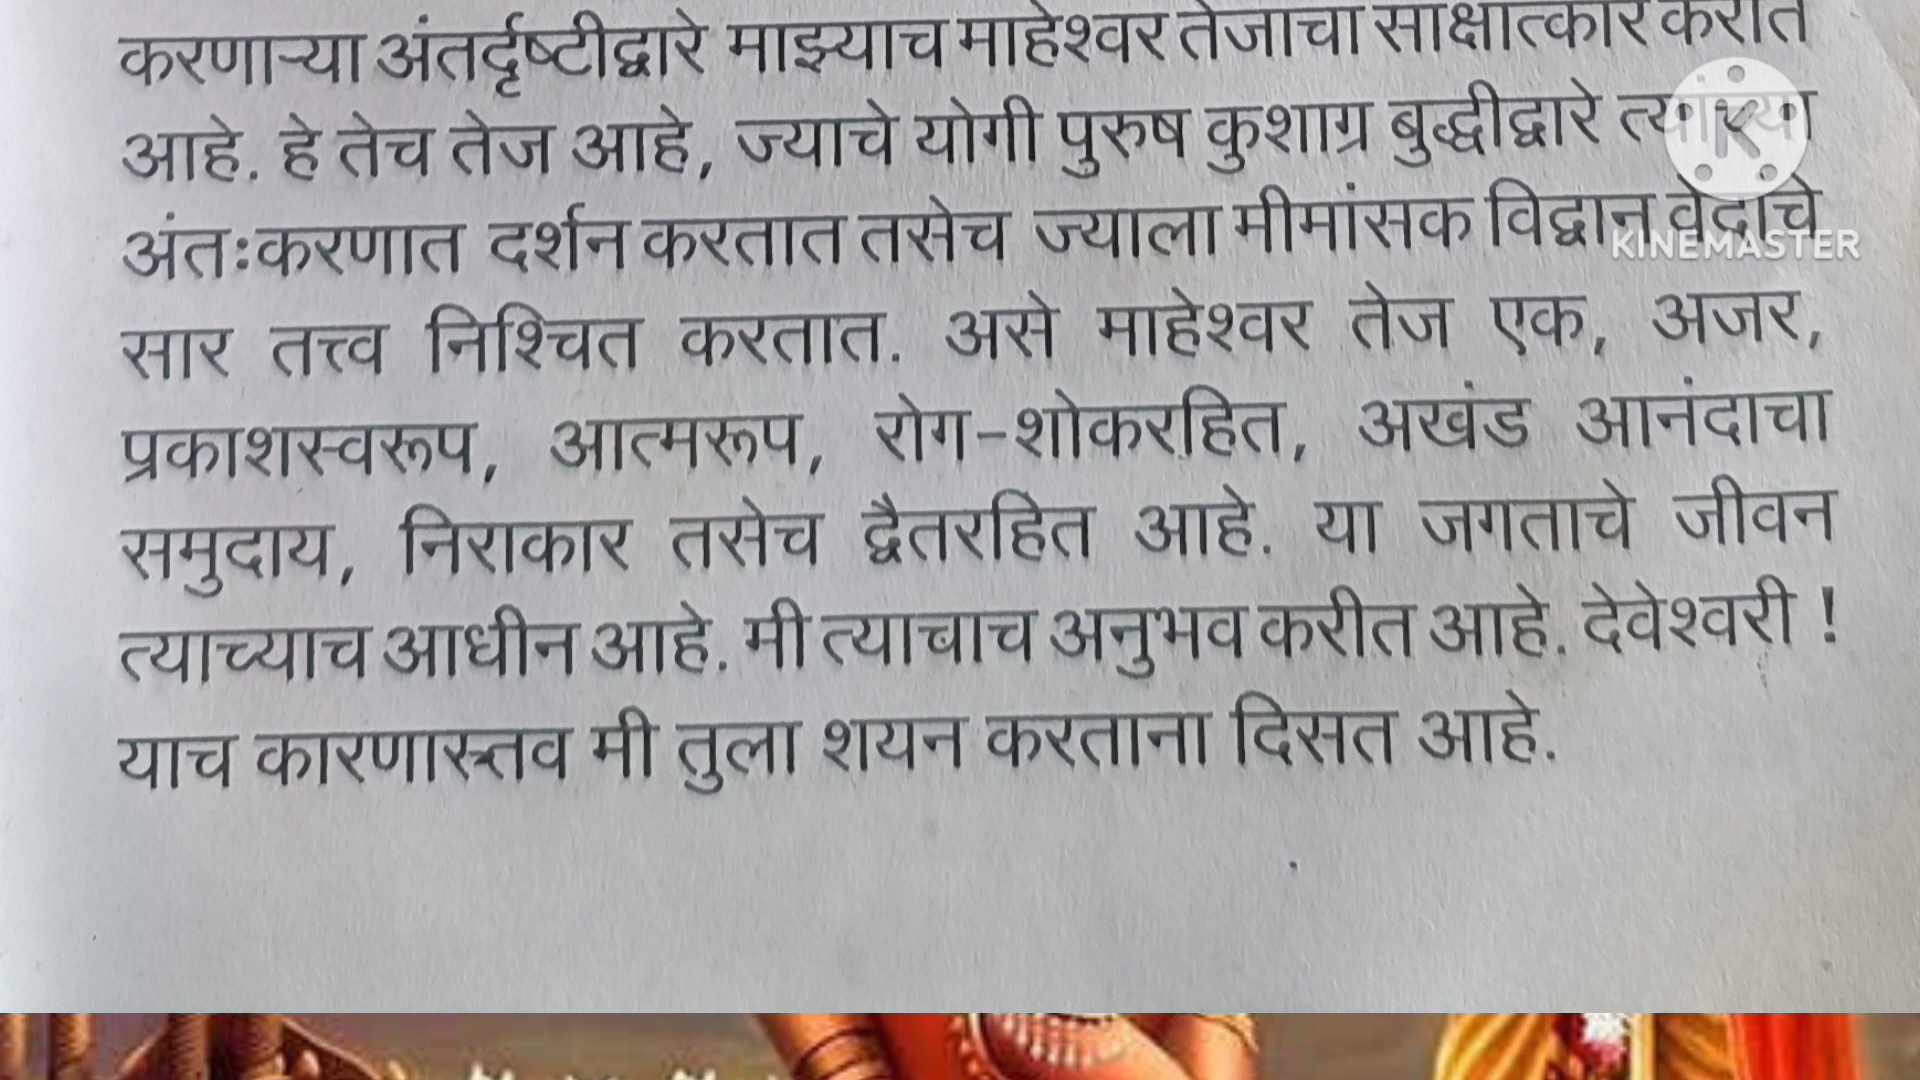 करणाऱ्या अंतर्दृष्टीद्वारे माझ्याच माहेश्वर तेजाचा साक्षात्कार करीत
आहे. हे तेच तेज आहे, ज्याचे योगी पुरुष कुशाग्र बुद्धीद्वारे त्यांच्या
अंतःकरणात दर्शन करतात तसेच ज्याला मीमांसक विद्वान वेदांचे
KINEMASTER
सार तत्त्व निश्चित करतात. असे माहेश्वर तेज एक, अजर,
प्रकाशस्वरूप, आत्मरूप, रोग-शोकरहित, अखंड आनंदाचा
समुदाय, निराकार तसेच द्वैतरहित आहे. या जगताचे जीवन
त्याच्याच आधीन आहे. मी त्याचाच अनुभव करीत आहे. देवेश्वरी !
याच कारणास्तव मी तुला शयन करताना दिसत आहे.